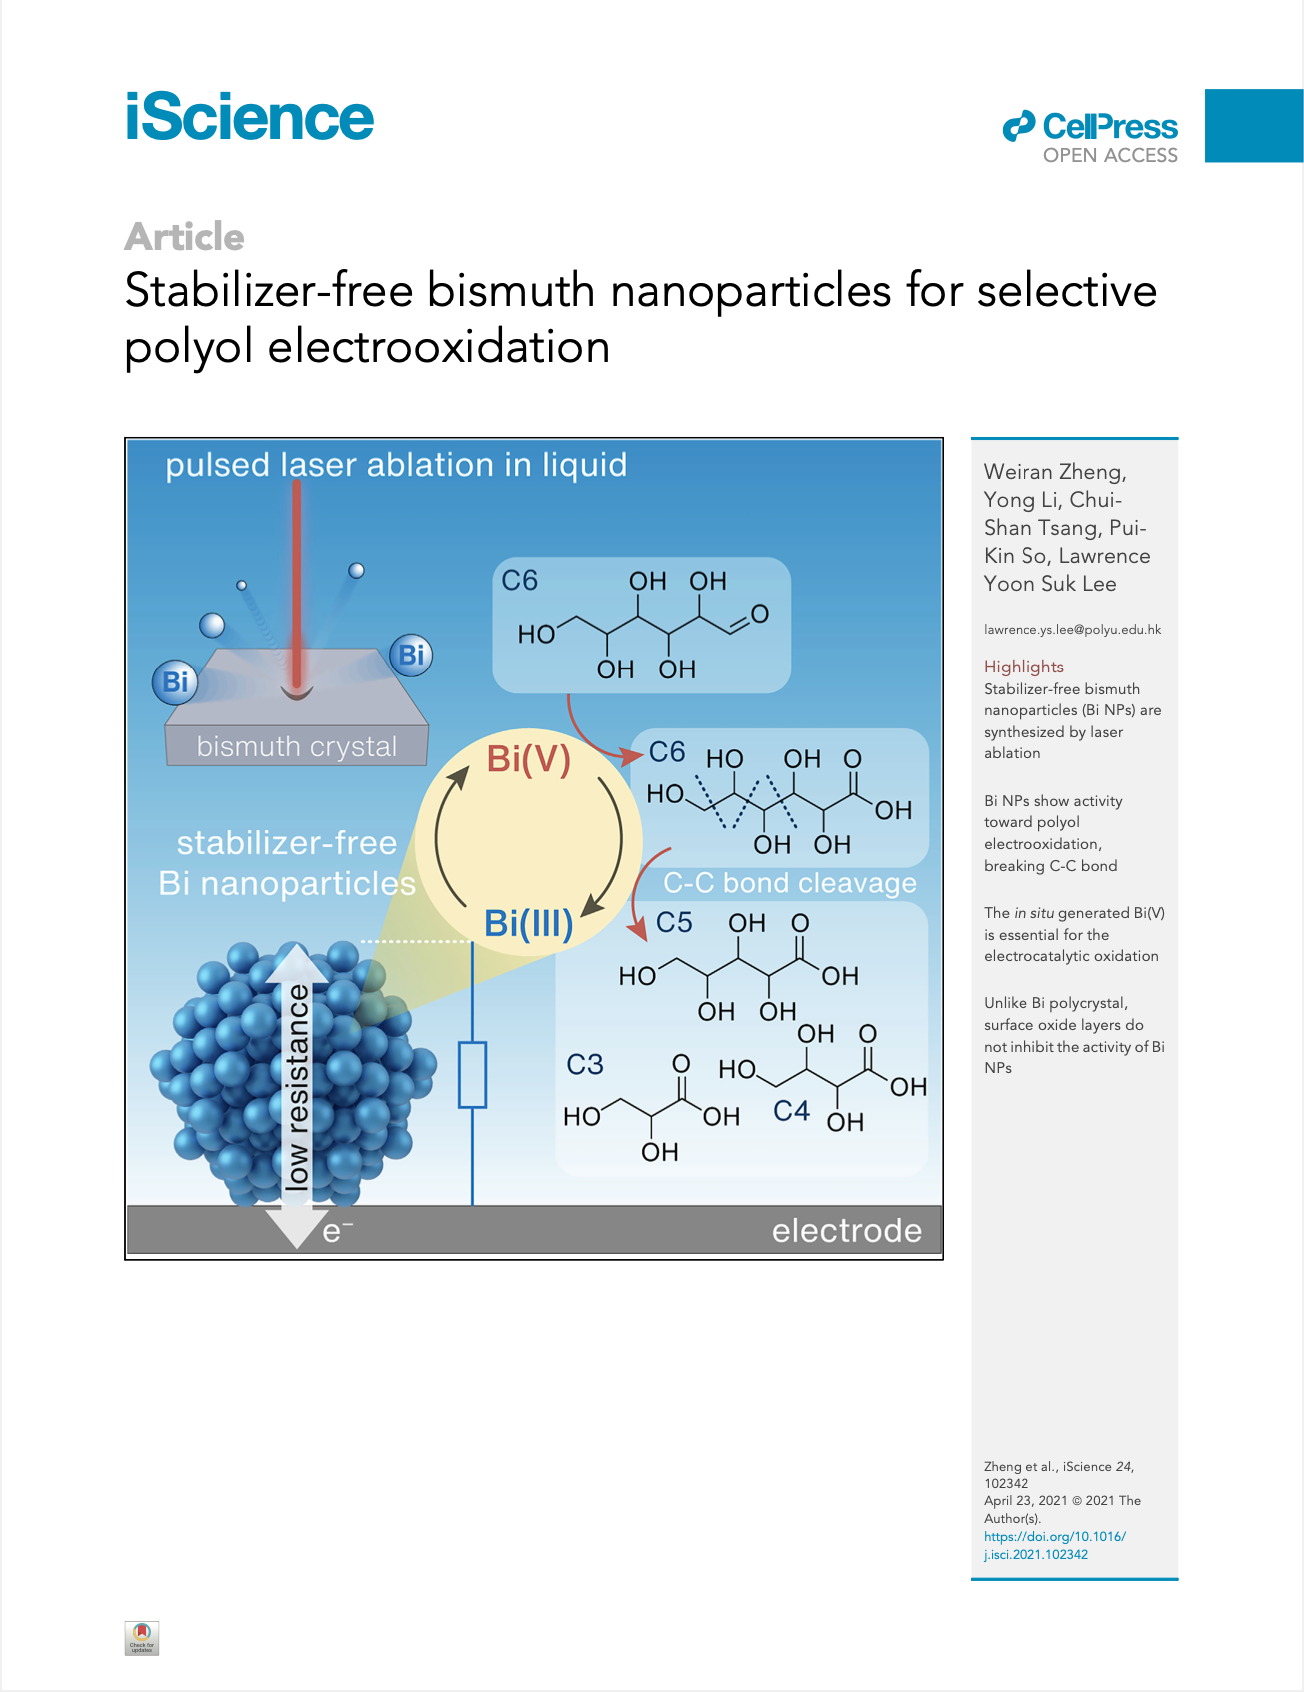 iScience
CellPress
OPEN ACCESS
Article
Stabilizer-free bismuth nanoparticles for selective
polyol electrooxidation
pulsed laser ablation in liquid
Bi
Bi
bismuth crystal
stabilizer-free
Bi nanoparticles
Bi(V)
Bi(III)
low resistance
e⁻
electrode
C6
OH OH
HO
O
OH OH
C6
HO OH O
HO
OH
OH OH
C-C bond cleavage
C5
OH O
HO
OH
OH OH
C3
O
HO
OH
OH
C4
OH O
HO
OH
OH
Weiran Zheng,
Yong Li, Chui-
Shan Tsang, Pui-
Kin So, Lawrence
Yoon Suk Lee
lawrence.ys.lee@polyu.edu.hk
Highlights
Stabilizer-free bismuth
nanoparticles (Bi NPs) are
synthesized by laser
ablation
Bi NPs show activity
toward polyol
electrooxidation,
breaking C-C bond
The in situ generated Bi(V)
is essential for the
electrocatalytic oxidation
Unlike Bi polycrystal,
surface oxide layers do
not inhibit the activity of Bi
NPs
Zheng et al., iScience 24,
102342
April 23, 2021 © 2021 The
Author(s).
https://doi.org/10.1016/
j.isci.2021.102342
Check for
updates